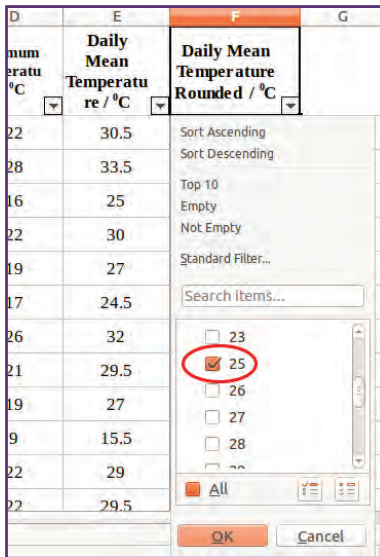 D E F G
mum
eratu
⁰C
Daily
Mean
Temperatu
re / ⁰C
Daily Mean
Temperature
Rounded / ⁰C
22 30.5
28 33.5
16 25
22 30
19 27
17 24.5
26 32
21 29.5
19 27
9 15.5
22 29
22 29.5
Sort Ascending
Sort Descending
Top 10
Empty
Not Empty
Standard Filter...
Search items...
23
25
26
27
28
All
OK Cancel